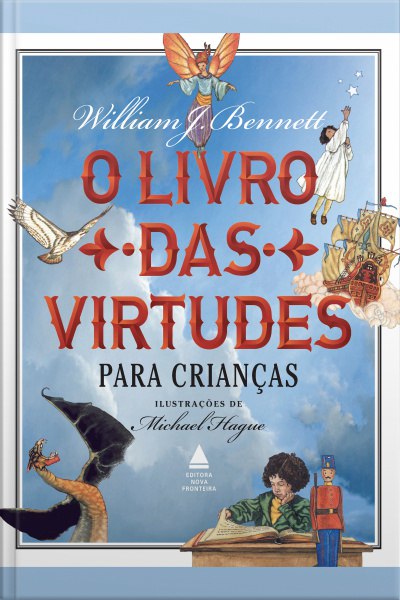 William J. Bennett
O LIVRO
DAS
VIRTUDES
PARA CRIANÇAS
ILUSTRAÇÕES DE
Michael Hague
EDITORA
NOVA
FRONTEIRA